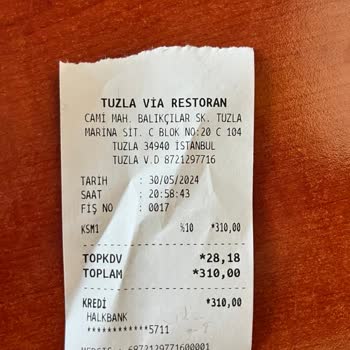 TUZLA VİA RESTORAN
CAMİ MAH. BALIKÇILAR SK. TUZLA
MARINA SİT. C BLOK NO:20 C 104
TUZLA 34940 İSTANBUL
TUZLA V.D 8721297716
TARİH : 30/05/2024
SAAT : 20:58:43
FİŞ NO : 0017
KSM1 %10 *310,00
TOPKDV *28,18
TOPLAM *310,00
KREDİ *310,00
HALKBANK
************5711